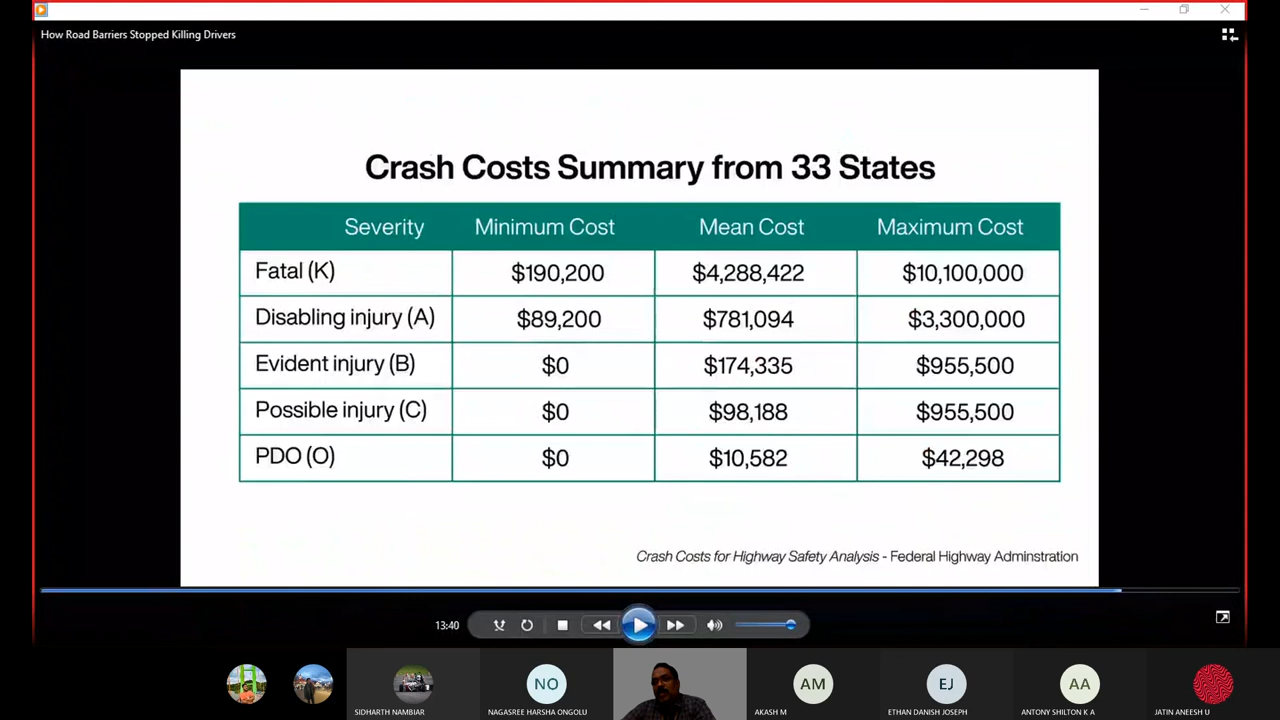 How Road Barriers Stopped Killing Drivers
Crash Costs Summary from 33 States
Severity Minimum Cost Mean Cost Maximum Cost
Fatal (K) $190,200 $4,288,422 $10,100,000
Disabling injury (A) $89,200 $781,094 $3,300,000
Evident injury (B) $0 $174,335 $955,500
Possible injury (C) $0 $98,188 $955,500
PDO (O) $0 $10,582 $42,298
Crash Costs for Highway Safety Analysis - Federal Highway Adminstration
13:40
NO AM EJ AA
SIDHARTH NAMBIAR NAGASREE HARSHA ONGOLU AKASH M ETHAN DANISH JOSEPH ANTONY SHILTON K A JATIN ANEESH U